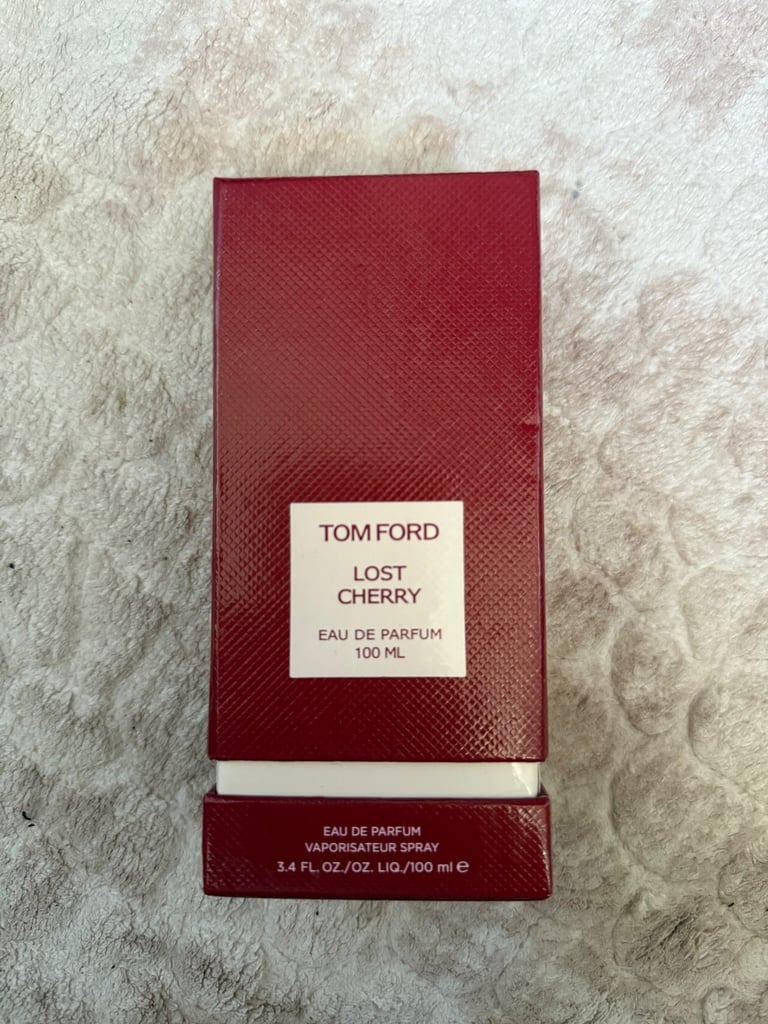 TOM FORD
LOST
CHERRY
EAU DE PARFUM
100 ML
EAU DE PARFUM
VAPORISATEUR SPRAY
3.4 FL. OZ./OZ. LIQ./100 ml ℮